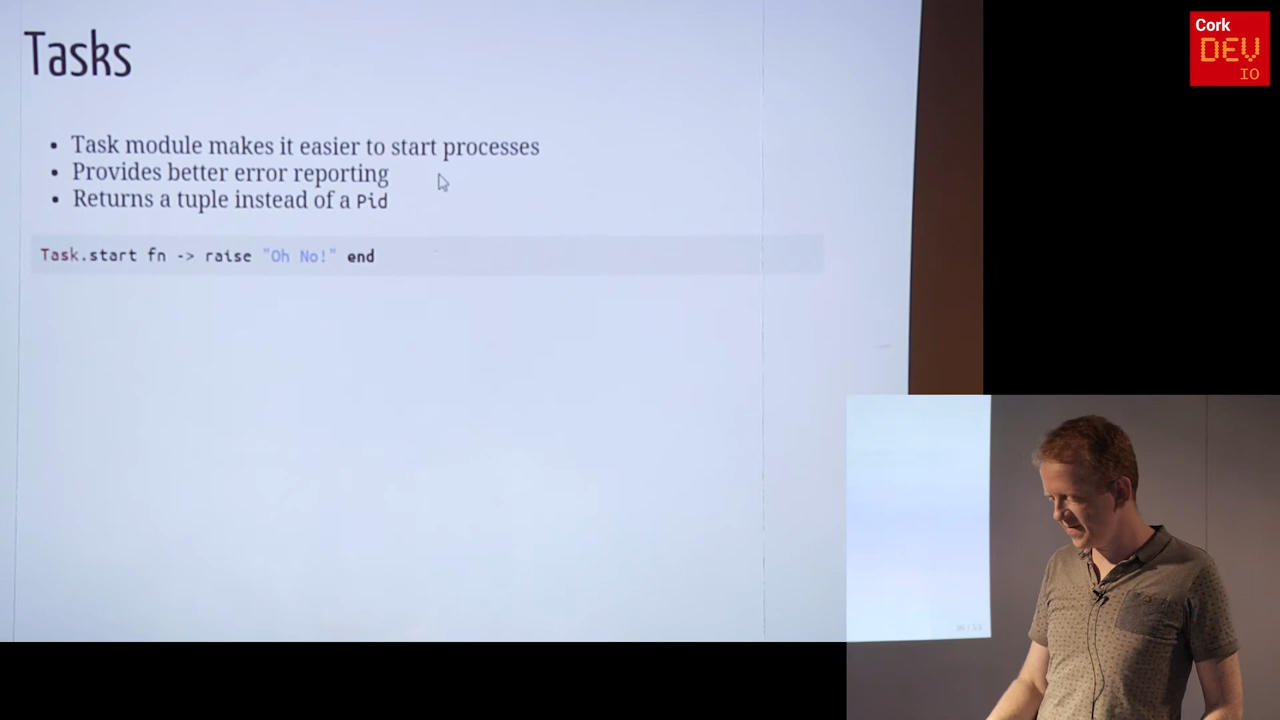 Tasks
• Task module makes it easier to start processes
• Provides better error reporting
• Returns a tuple instead of a Pid
Task.start fn -> raise "Oh No!" end
Cork
DEV
IO